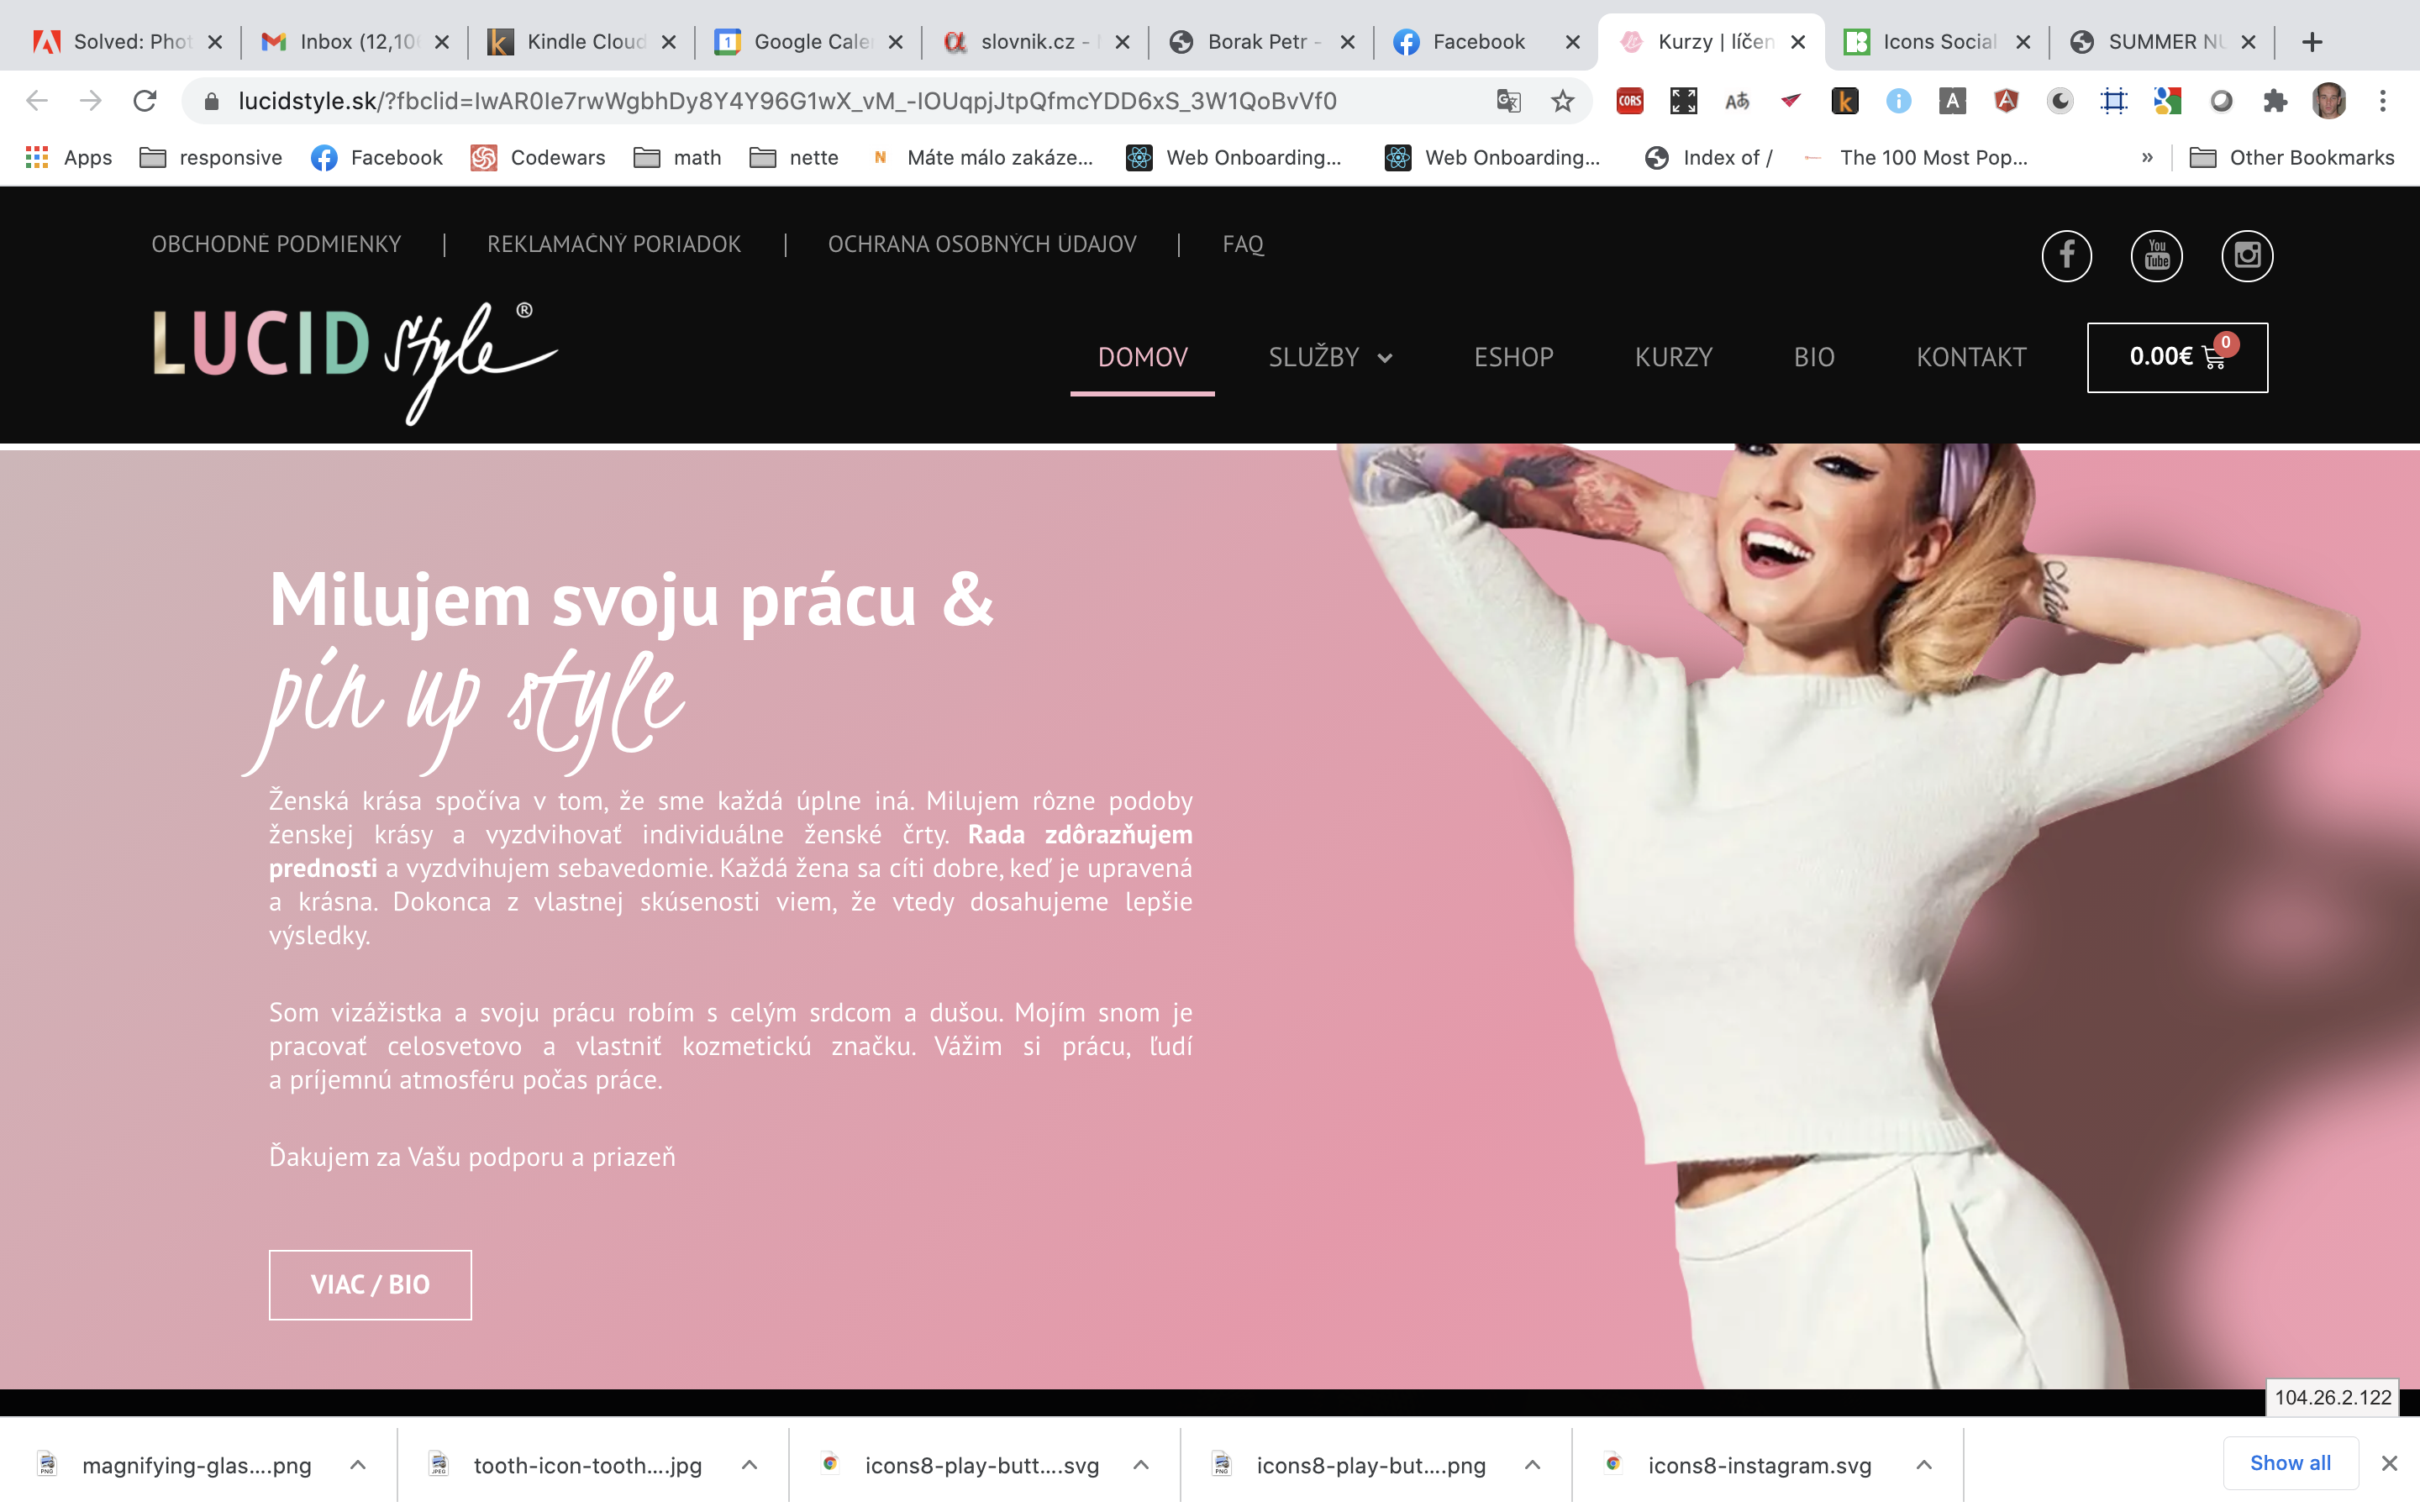 Solved: Phot
Inbox (12,10
Kindle Cloud
1
Google Cale
slovnik.cz -
Borak Petr -
Facebook
Kurzy | líčen
Icons Social
SUMMER NU
lucidstyle.sk/?fbclid=IwAR0Ie7rwWgbhDy8Y4Y96G1wX_vM_-IOUqpjJtpQfmcYDD6xS_3W1QoBvVf0
CORS
Apps
responsive
Facebook
Codewars
math
nette
N
Máte málo zakáze...
Web Onboarding...
Web Onboarding...
Index of /
The 100 Most Pop...
»
Other Bookmarks
OBCHODNÉ PODMIENKY | REKLAMAČNÝ PORIADOK | OCHRANA OSOBNÝCH ÚDAJOV | FAQ
You Tube
LUCID style ®
DOMOV
SLUŽBY
ESHOP
KURZY
BIO
KONTAKT
0.00€
0
Milujem svoju prácu &
pin up style
Ženská krása spočíva v tom, že sme každá úplne iná. Milujem rôzne podoby
ženskej krásy a vyzdvihovať individuálne ženské črty. Rada zdôrazňujem
prednosti a vyzdvihujem sebavedomie. Každá žena sa cíti dobre, keď je upravená
a krásna. Dokonca z vlastnej skúsenosti viem, že vtedy dosahujeme lepšie
výsledky.
Som vizážistka a svoju prácu robím s celým srdcom a dušou. Mojím snom je
pracovať celosvetovo a vlastniť kozmetickú značku. Vážim si prácu, ľudí
a príjemnú atmosféru počas práce.
Ďakujem za Vašu podporu a priazeň
VIAC / BIO
104.26.2.122
magnifying-glas....png
tooth-icon-tooth....jpg
icons8-play-butt....svg
icons8-play-but....png
icons8-instagram.svg
Show all